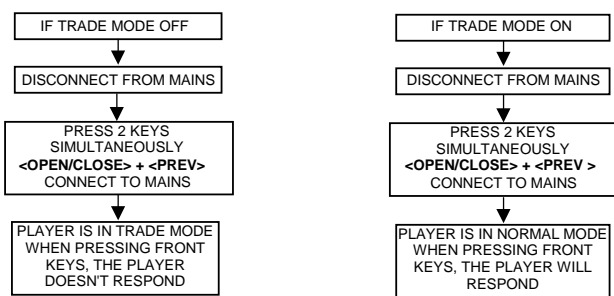 IF TRADE MODE OFF
DISCONNECT FROM MAINS
PRESS 2 KEYS
SIMULTANEOUSLY
<OPEN/CLOSE> + <PREV>
CONNECT TO MAINS
PLAYER IS IN TRADE MODE
WHEN PRESSING FRONT
KEYS, THE PLAYER
DOESN'T RESPOND
IF TRADE MODE ON
DISCONNECT FROM MAINS
PRESS 2 KEYS
SIMULTANEOUSLY
<OPEN/CLOSE> + <PREV >
CONNECT TO MAINS
PLAYER IS IN NORMAL MODE
WHEN PRESSING FRONT
KEYS, THE PLAYER WILL
RESPOND